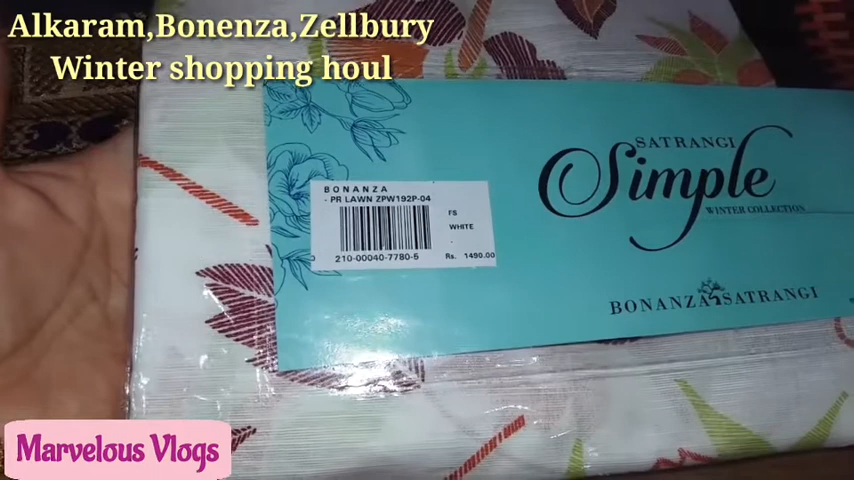 Alkaram,Bonenza,Zellbury
Winter shopping houl
SATRANGI
Simple
WINTER COLLECTION
BONANZA
- PR LAWN ZPW192P-04
FS
WHITE
-
210-00040-7780-5
Rs. 1490.00
BONANZA SATRANGI
Marvelous Vlogs